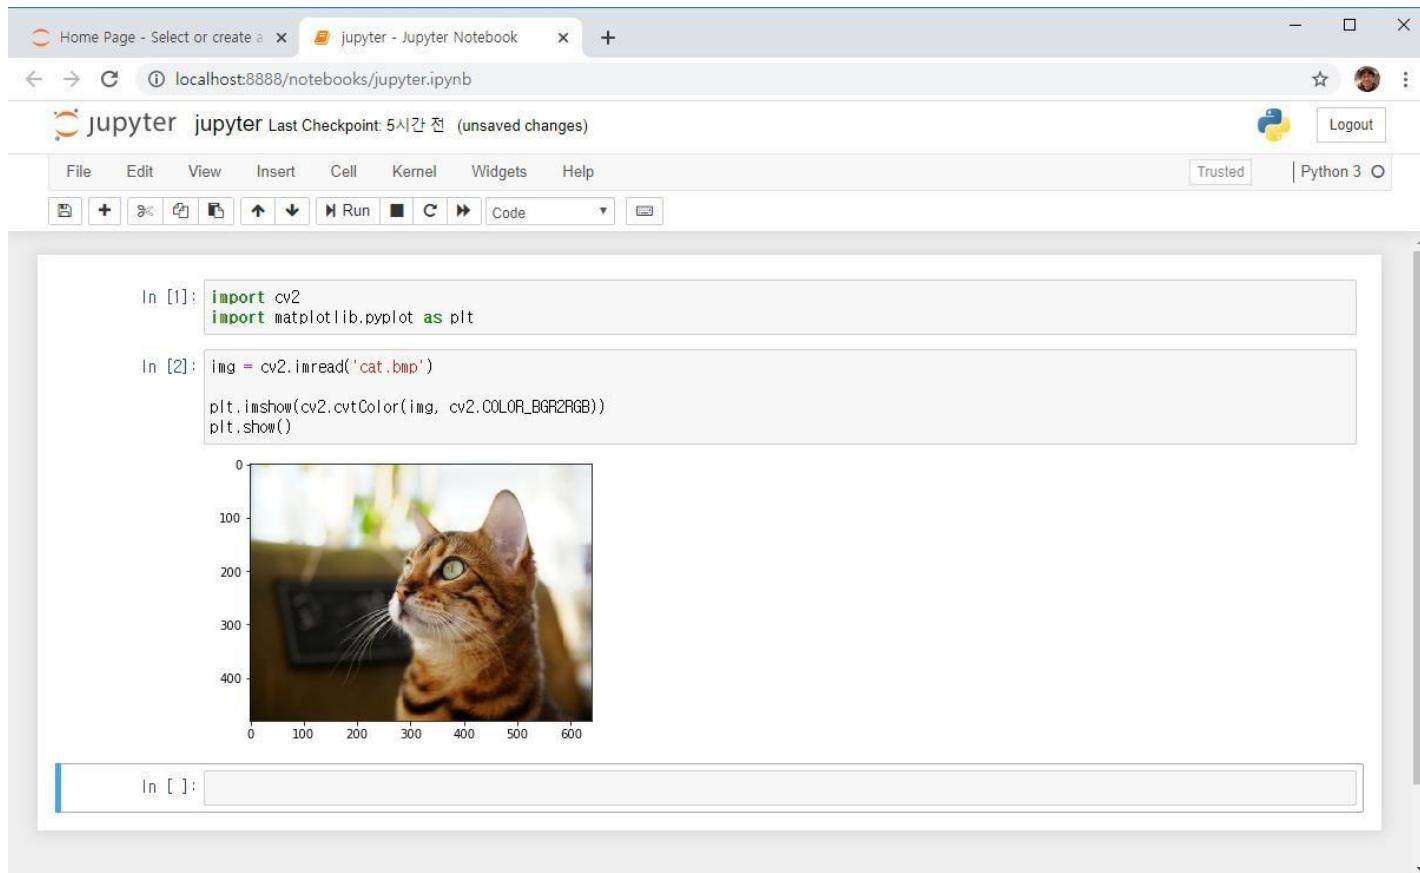 Home Page - Select or create a
jupyter - Jupyter Notebook
localhost:8888/notebooks/jupyter.ipynb
jupyter jupyter Last Checkpoint: 5시간 전 (unsaved changes)
Logout
File Edit View Insert Cell Kernel Widgets Help
Trusted
Python 3
Run
Code
In [1]: import cv2
import matplotlib.pyplot as plt
In [2]: img = cv2.imread('cat.bmp')
plt.imshow(cv2.cvtColor(img, cv2.COLOR_BGR2RGB))
plt.show()
0
100
200
300
400
0 100 200 300 400 500 600
In [ ]: